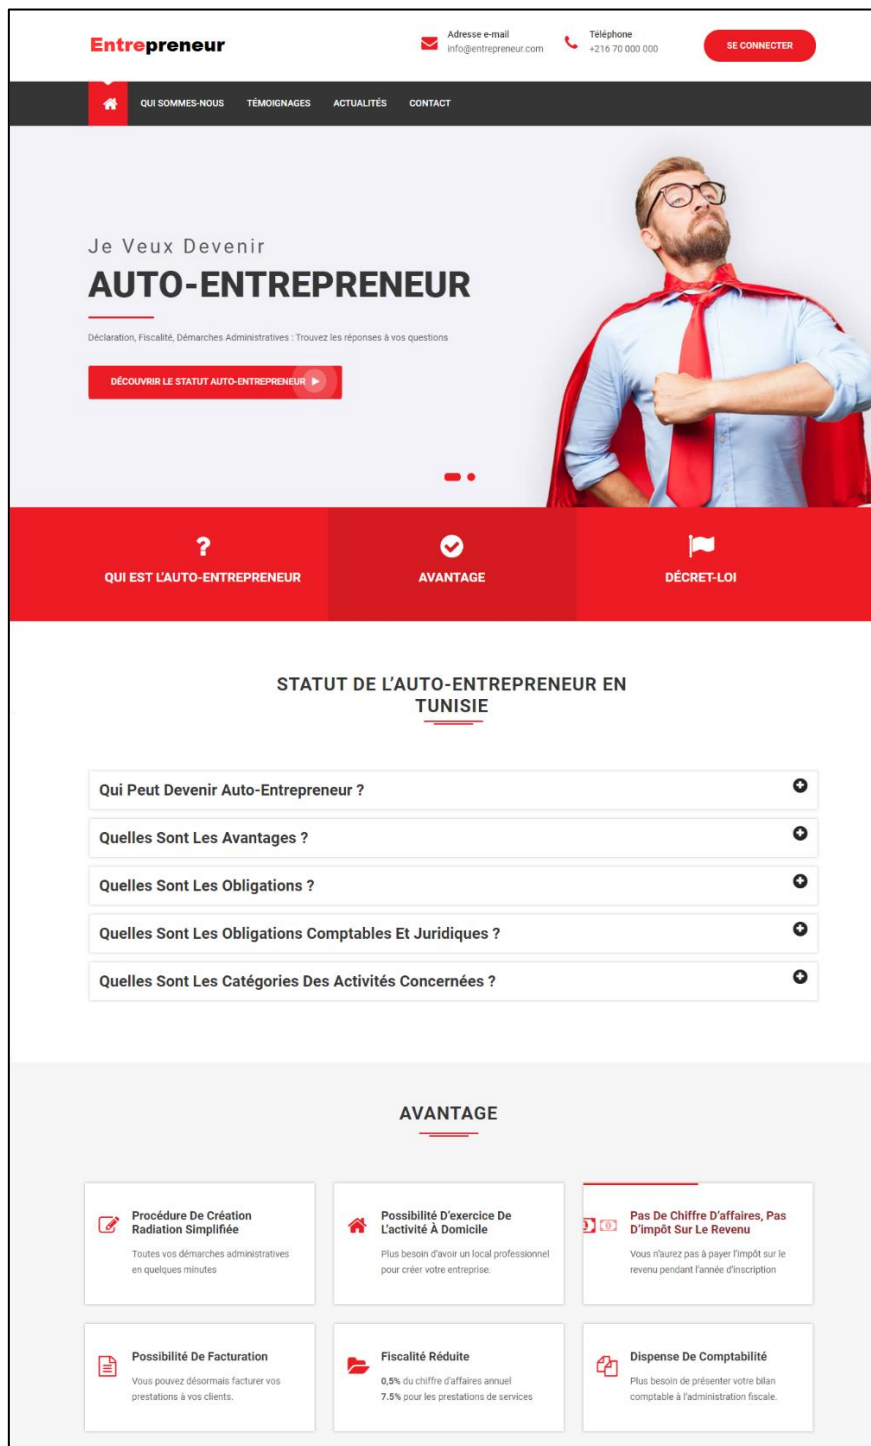 Entrepreneur
Adresse e-mail
info@entrepreneur.com
Téléphone
+216 70 000 000
SE CONNECTER
QUI SOMMES-NOUS
TÉMOIGNAGES
ACTUALITÉS
CONTACT
Je Veux Devenir
AUTO-ENTREPRENEUR
Déclaration, Fiscalité, Démarches Administratives : Trouvez les réponses à vos questions
DÉCOUVRIR LE STATUT AUTO-ENTREPRENEUR
QUI EST L'AUTO-ENTREPRENEUR
AVANTAGE
DÉCRET-LOI
STATUT DE L'AUTO-ENTREPRENEUR EN
TUNISIE
Qui Peut Devenir Auto-Entrepreneur ?
Quelles Sont Les Avantages ?
Quelles Sont Les Obligations ?
Quelles Sont Les Obligations Comptables Et Juridiques ?
Quelles Sont Les Catégories Des Activités Concernées ?
AVANTAGE
Procédure De Création
Radiation Simplifiée
Toutes vos démarches administratives
en quelques minutes
Possibilité D'exercice De
L'activité À Domicile
Plus besoin d'avoir un local professionnel
pour créer votre entreprise.
Pas De Chiffre D'affaires, Pas
D'impôt Sur Le Revenu
Vous n'aurez pas à payer l'impôt sur le
revenu pendant l'année d'inscription
Possibilité De Facturation
Vous pouvez désormais facturer vos
prestations à vos clients.
Fiscalité Réduite
0,5% du chiffre d'affaires annuel
7.5% pour les prestations de services
Dispense De Comptabilité
Plus besoin de présenter votre bilan
comptable à l'administration fiscale.